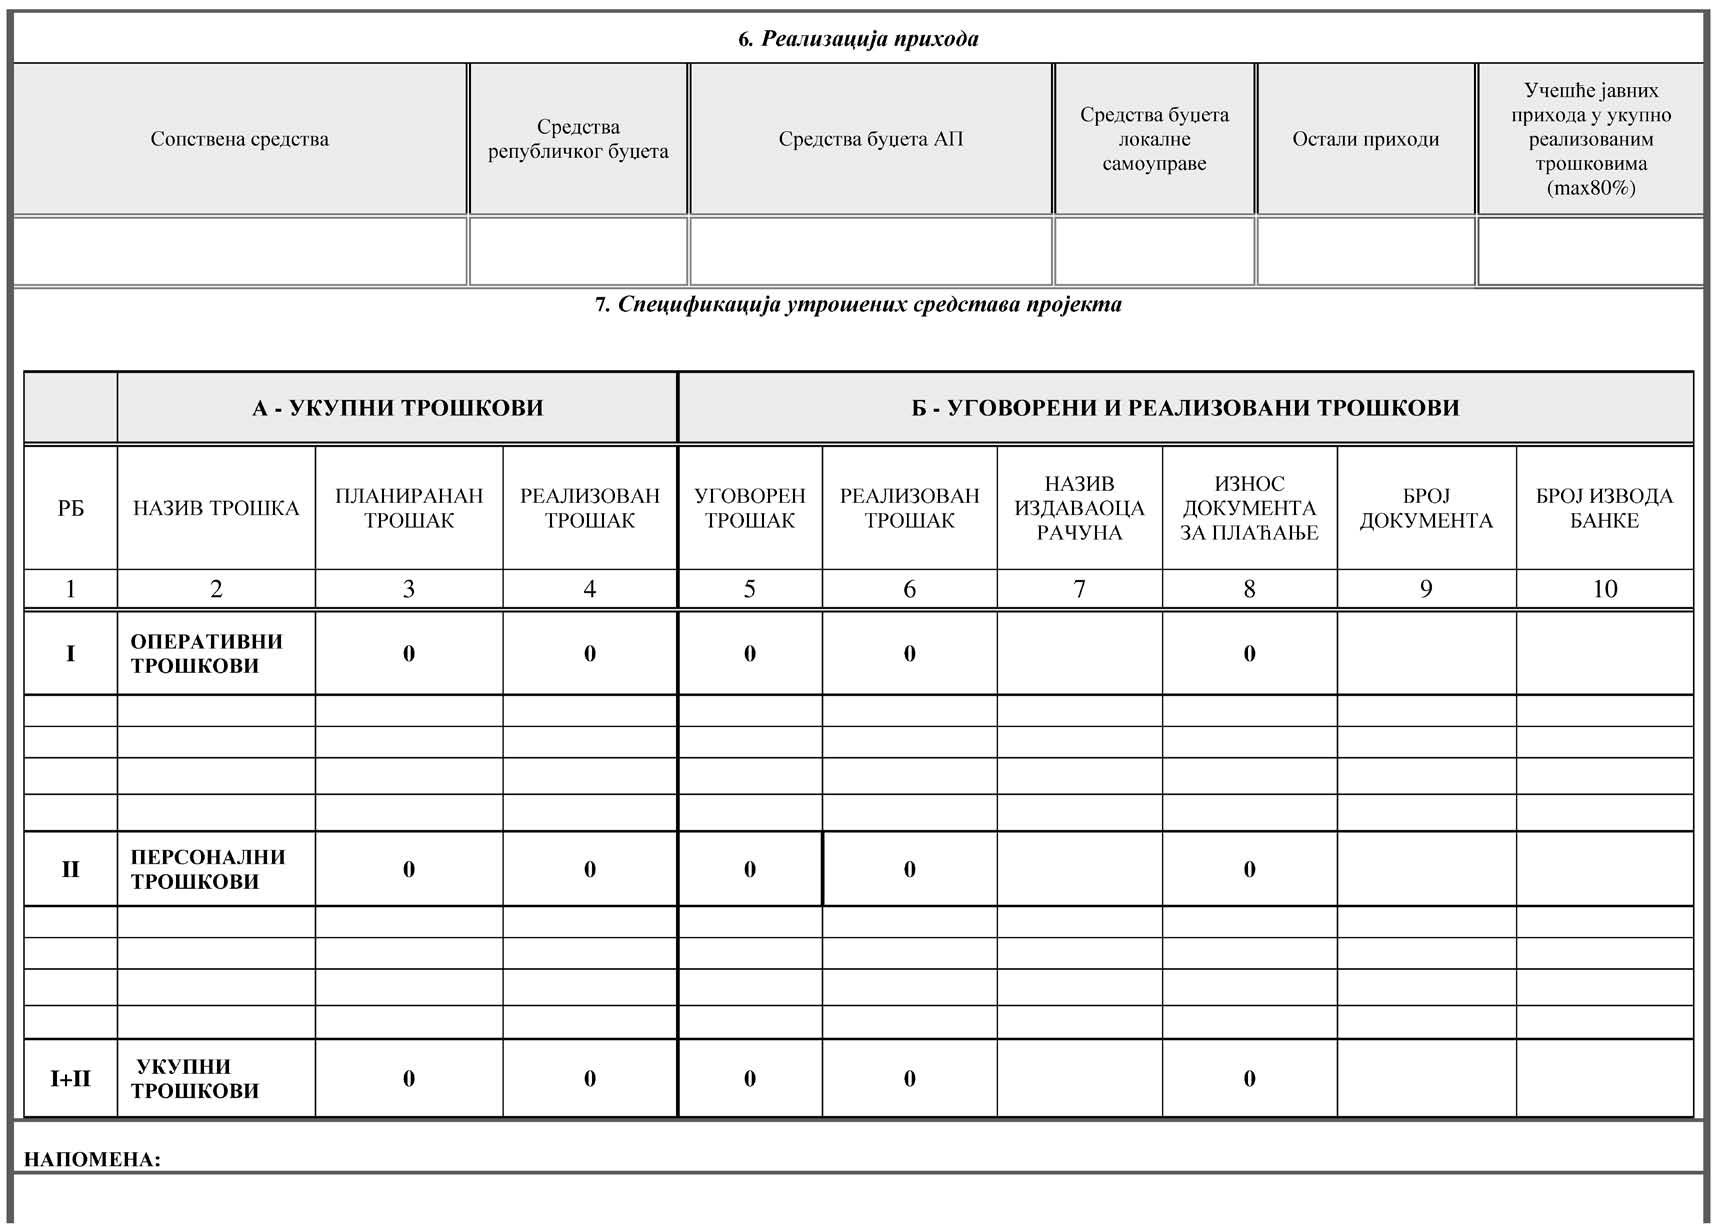 6. Реализација прихода
Сопствена средства
Средства
републичког буџета
Средства буџета АП
Средства буџета
локалне
самоуправе
Остали приходи
Учешће јавних
прихода у укупно
реализованим
трошковима
(max80%)
7. Спецификација утрошених средстава пројекта
А - УКУПНИ ТРОШКОВИ
Б - УГОВОРЕНИ И РЕАЛИЗОВАНИ ТРОШКОВИ
РБ
НАЗИВ ТРОШКА
ПЛАНИРАНАН
ТРОШАК
РЕАЛИЗОВАН
ТРОШАК
УГОВОРЕН
ТРОШАК
РЕАЛИЗОВАН
ТРОШАК
НАЗИВ
ИЗДАВАОЦА
РАЧУНА
ИЗНОС
ДОКУМЕНТА
ЗА ПЛАЋАЊЕ
БРОЈ
ДОКУМЕНТА
БРОЈ ИЗВОДА
БАНКЕ
1 2 3 4 5 6 7 8 9 10
I
ОПЕРАТИВНИ
ТРОШКОВИ
0 0 0 0 0
II
ПЕРСОНАЛНИ
ТРОШКОВИ
0 0 0 0 0
I+II
УКУПНИ
ТРОШКОВИ
0 0 0 0 0
НАПОМЕНА: